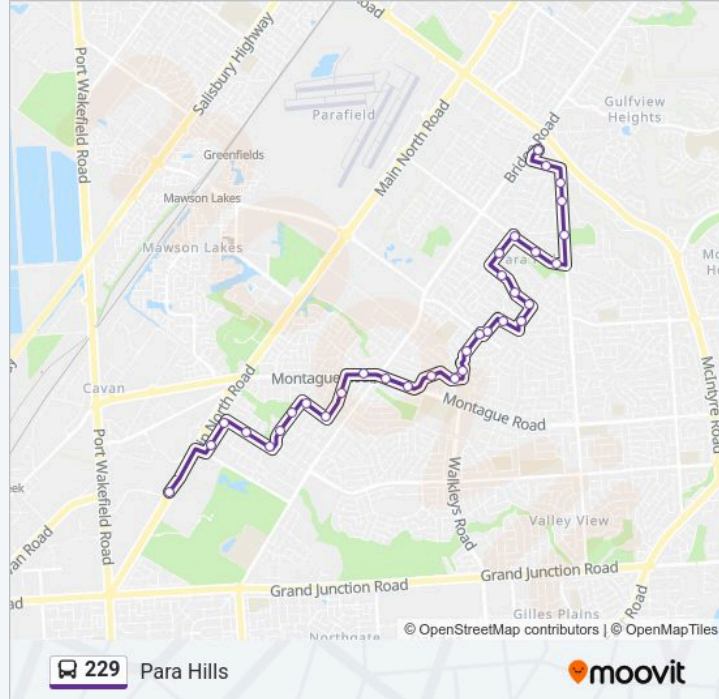 Road
Port Wakefield Road
Salisbury Highway
Parafield
Main North Road
Bridge Road
Gulfview
Heights
Greenfields
Mawson Lakes
Mawson Lakes
McIntyre Road
Cavan
Montague
Montague Road
Port Wakefield Road
Walkleys Road
Valley View
Grand Junction Road
Grand Junction Road
Gilles Plains
Road
Northgate
© OpenStreetMap contributors | © OpenMapTiles
229 Para Hills
moovit